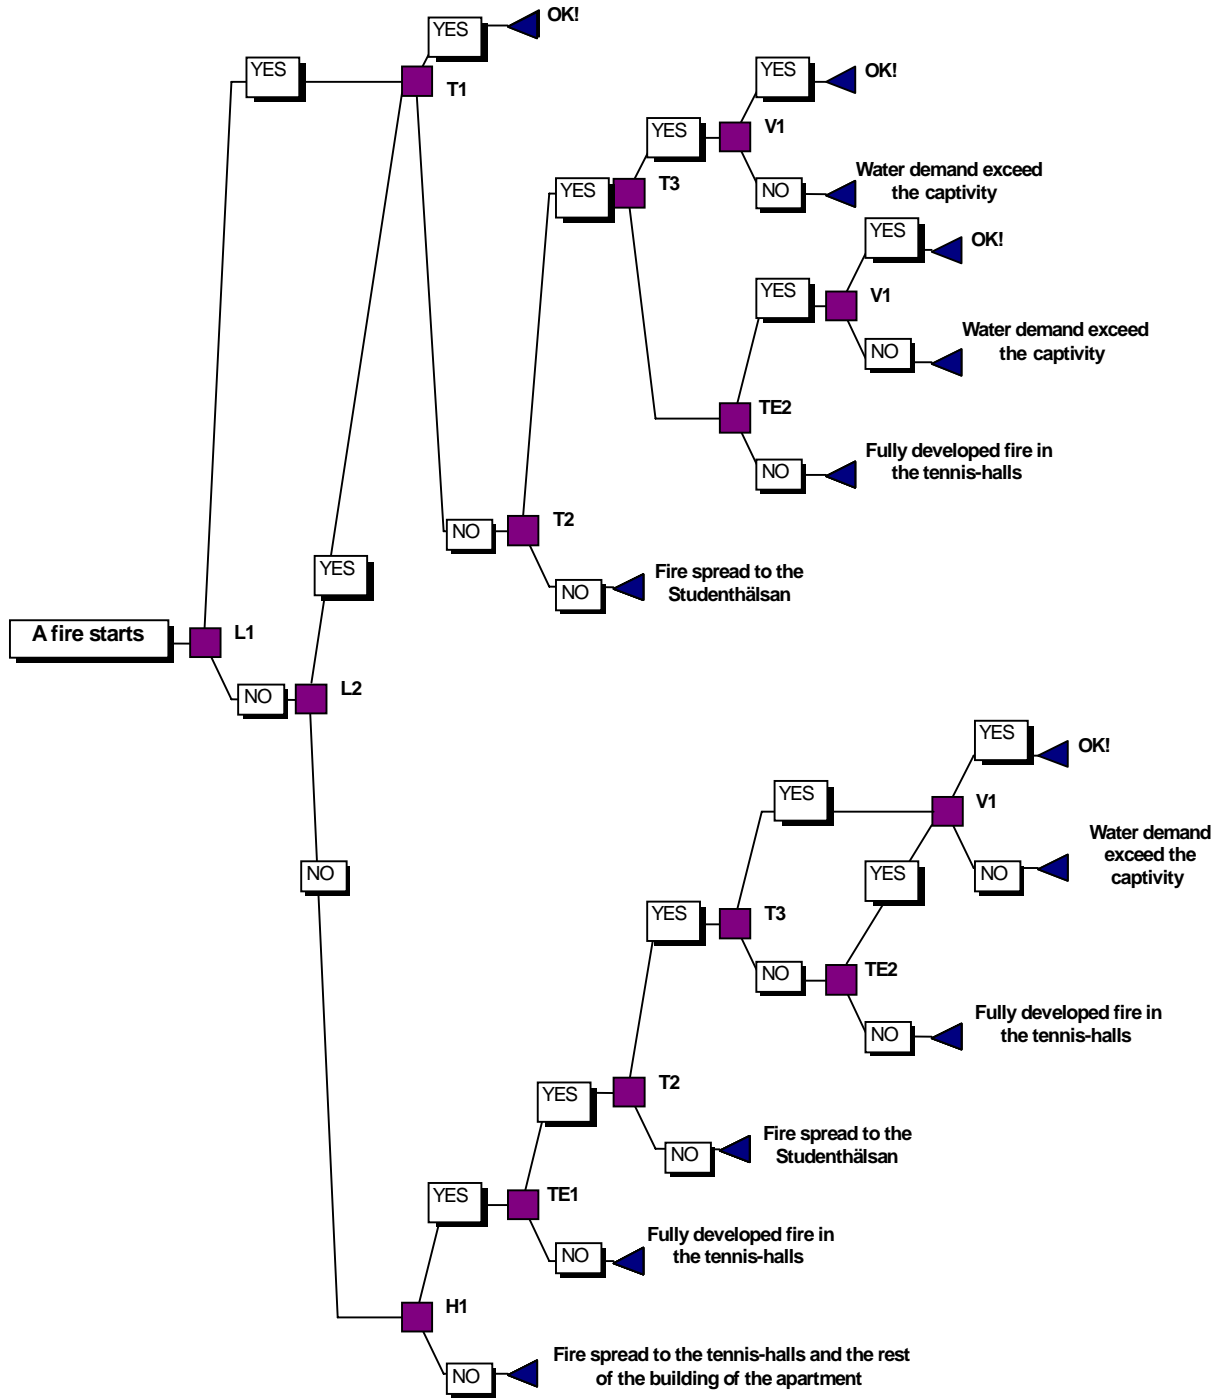 YES
OK!
YES
T1
YES
OK!
YES
V1
YES
T3
NO
Water demand exceed
the captivity
YES
OK!
YES
V1
NO
Water demand exceed
the captivity
TE2
NO
Fully developed fire in
the tennis-halls
NO
T2
YES
NO
Fire spread to the
Studenthälsan
A fire starts
L1
NO
L2
YES
OK!
YES
V1
NO
Water demand
exceed the
captivity
YES
NO
YES
T3
NO
TE2
NO
Fully developed fire in
the tennis-halls
YES
T2
NO
Fire spread to the
Studenthälsan
YES
TE1
NO
Fully developed fire in
the tennis-halls
H1
NO
Fire spread to the tennis-halls and the rest
of the building of the apartment